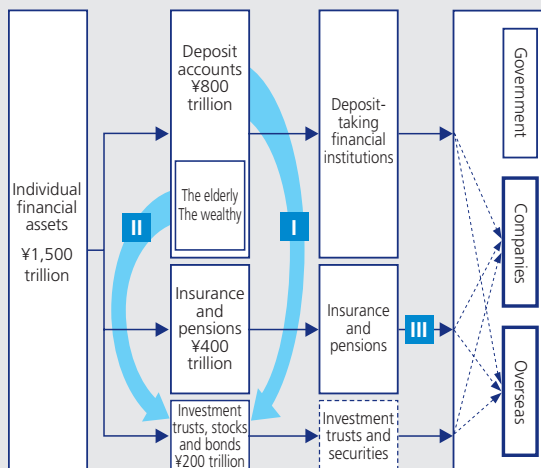 Individual
financial
assets
¥1,500
trillion
Deposit
accounts
¥800
trillion
The elderly
The wealthy
II
I
Insurance
and
pensions
¥400
trillion
Investment
trusts, stocks
and bonds
¥200 trillion
Deposit-
taking
financial
institutions
Insurance
and
pensions
III
Investment
trusts and
securities
Government
Companies
Overseas